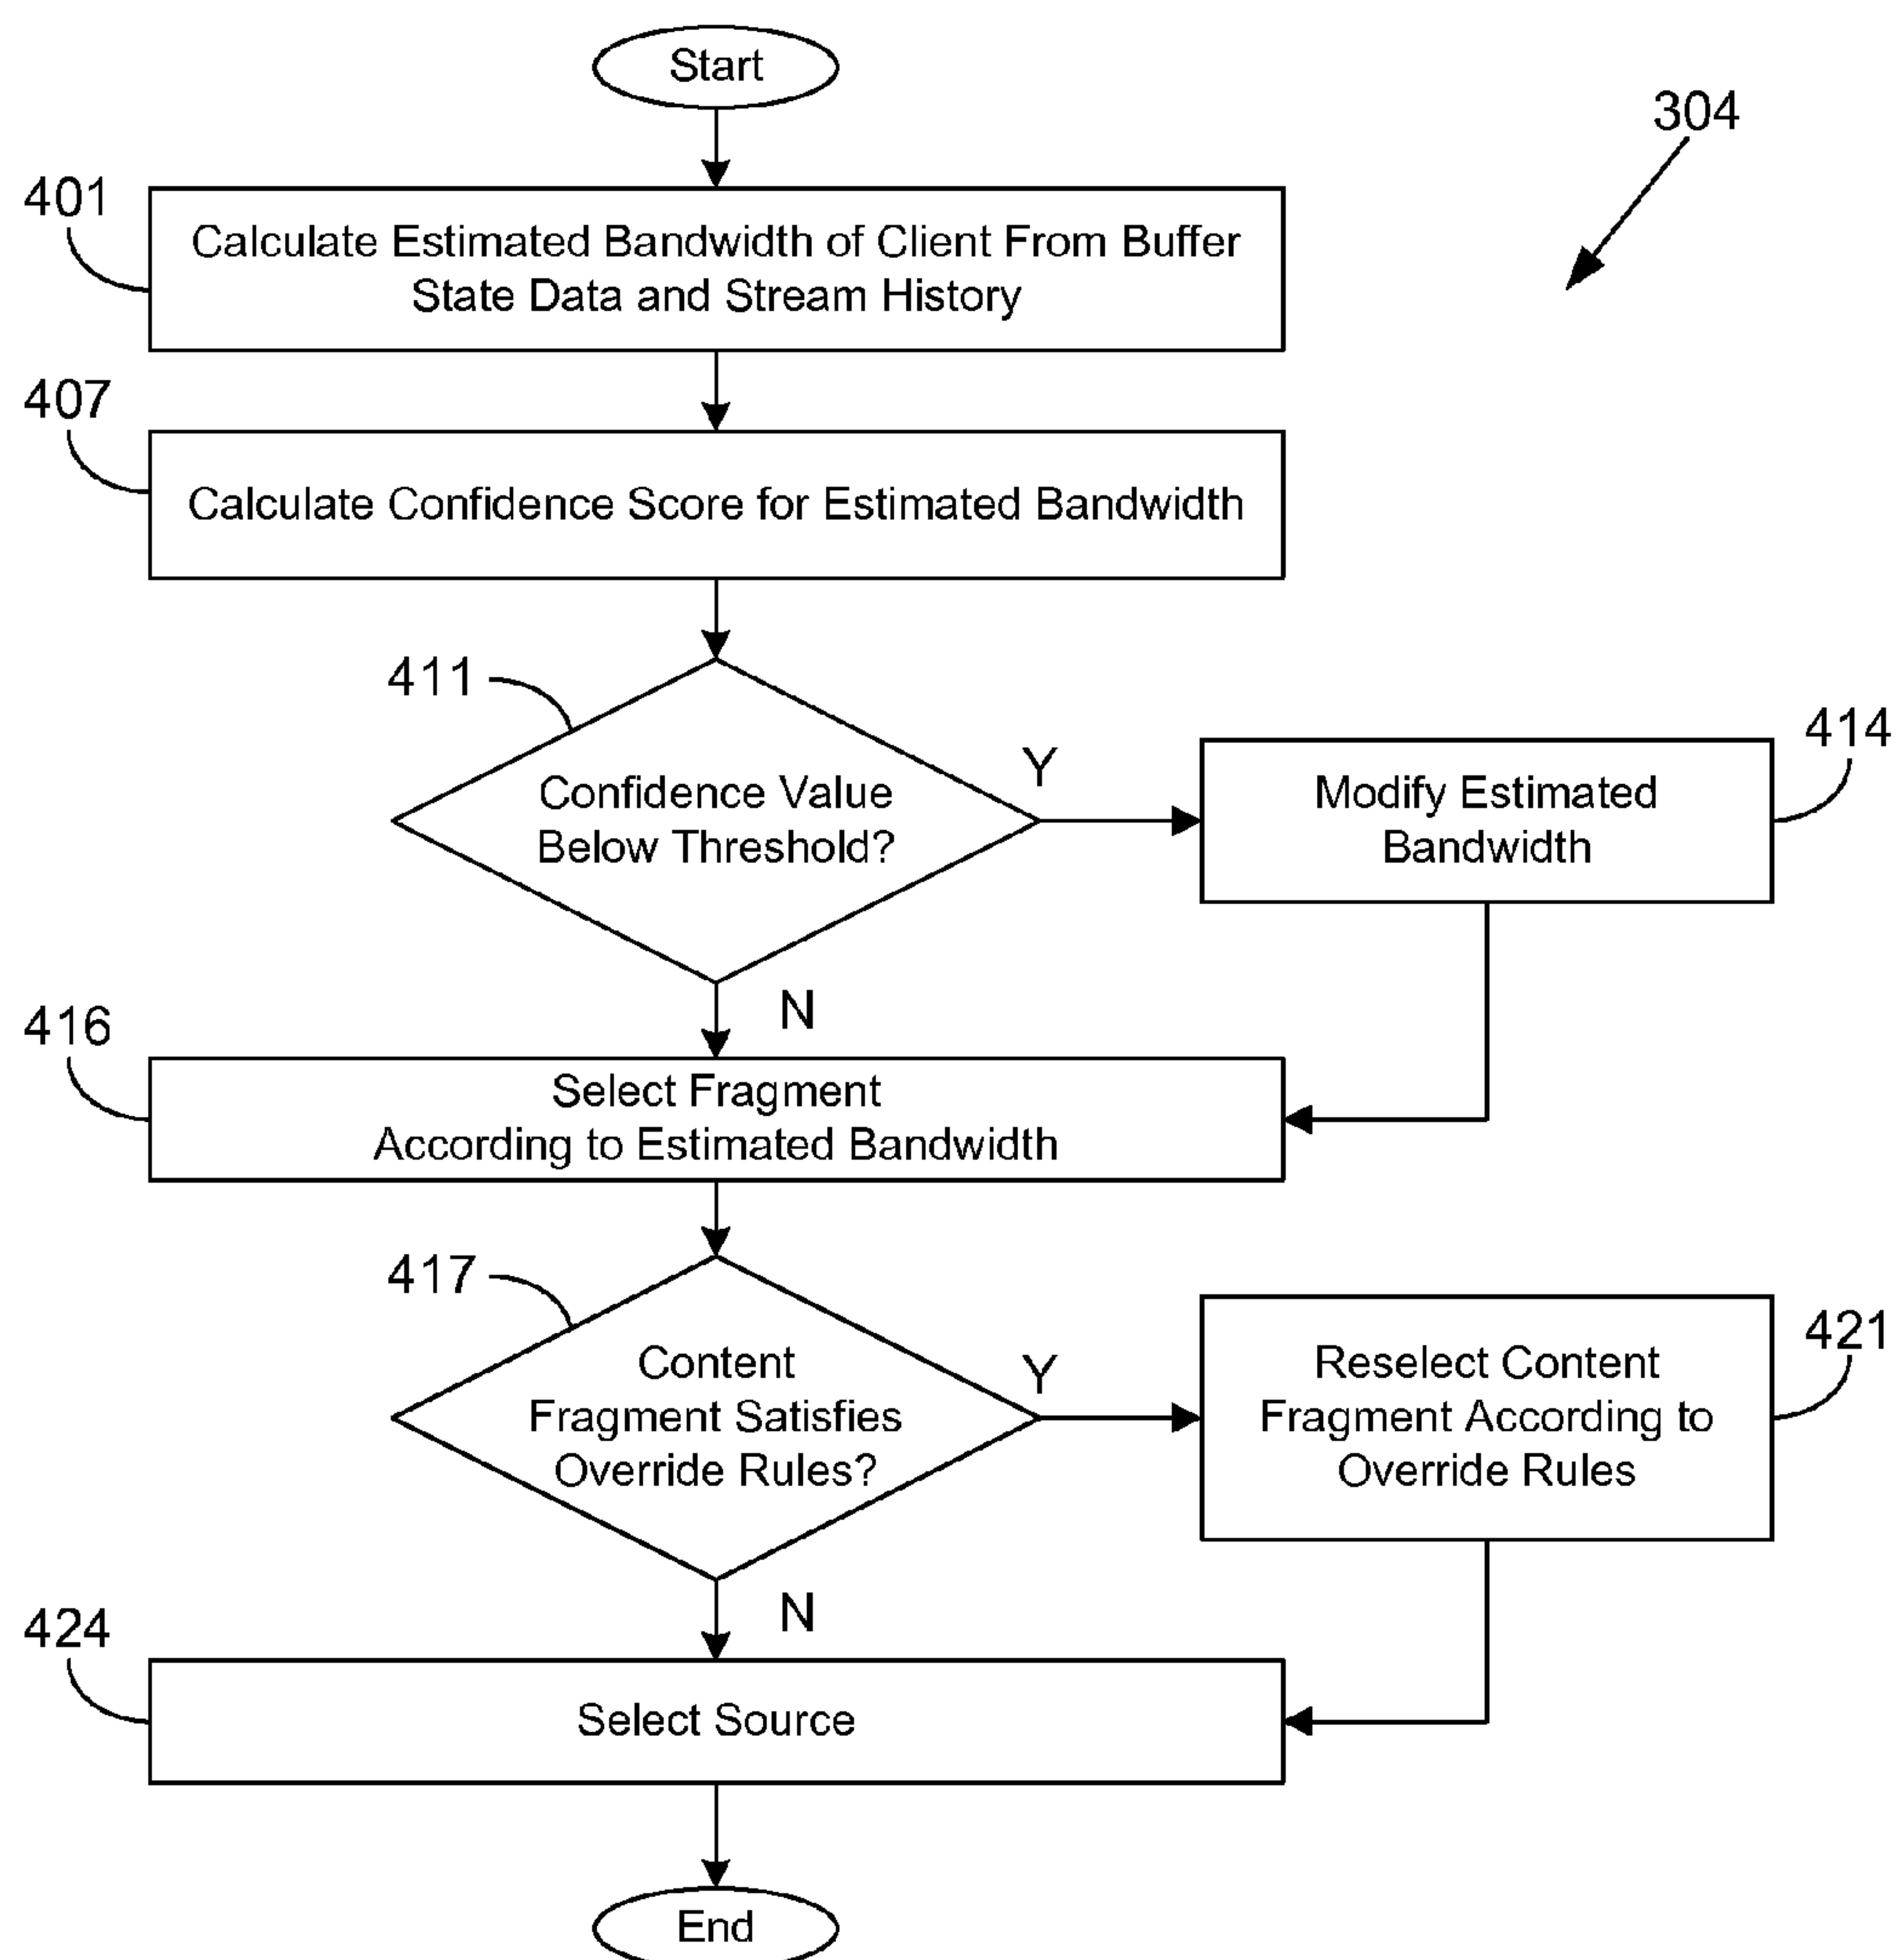 Start
304
401
Calculate Estimated Bandwidth of Client From Buffer
State Data and Stream History
407
Calculate Confidence Score for Estimated Bandwidth
411
Confidence Value
Below Threshold?
Y
414
Modify Estimated
Bandwidth
N
416
Select Fragment
According to Estimated Bandwidth
417
Content
Fragment Satisfies
Override Rules?
Y
421
Reselect Content
Fragment According to
Override Rules
N
424
Select Source
End